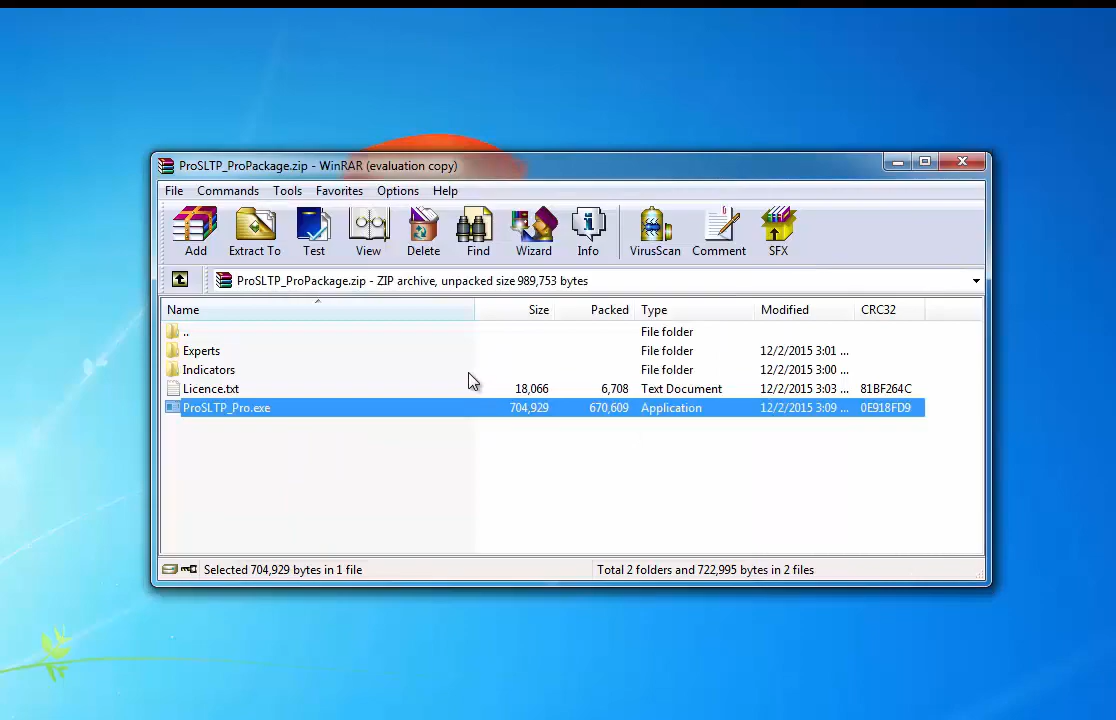 ProSLTP_ProPackage.zip - WinRAR (evaluation copy)
File Commands Tools Favorites Options Help
Add Extract To Test View Delete Find Wizard Info VirusScan Comment SFX
ProSLTP_ProPackage.zip - ZIP archive, unpacked size 989,753 bytes
Name Size Packed Type Modified CRC32
.. File folder
Experts File folder 12/2/2015 3:01 ...
Indicators File folder 12/2/2015 3:00 ...
Licence.txt 18,066 6,708 Text Document 12/2/2015 3:03 ... 81BF264C
ProSLTP_Pro.exe 704,929 670,609 Application 12/2/2015 3:09 ... 0E918FD9
Selected 704,929 bytes in 1 file Total 2 folders and 722,995 bytes in 2 files